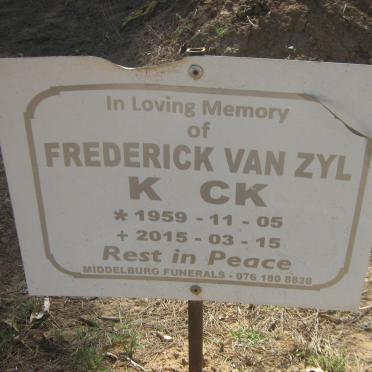 In Loving Memory
of
FREDERICK VAN ZYL
K CK
* 1959 - 11 - 05
+ 2015 - 03 - 15
Rest in Peace
MIDDELBURG FUNERALS - 076 180 8838